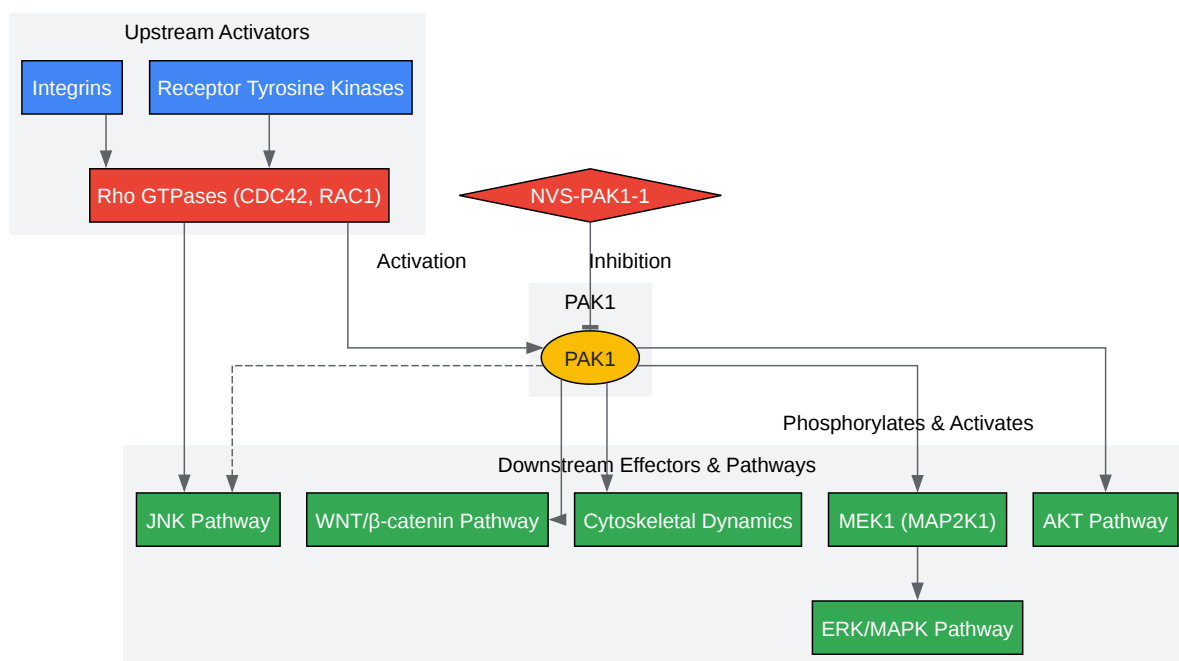 Upstream Activators
Integrins
Receptor Tyrosine Kinases
Rho GTPases (CDC42, RAC1)
NVS-PAK1-1
Activation
Inhibition
PAK1
PAK1
Phosphorylates & Activates
Downstream Effectors & Pathways
JNK Pathway
WNT/β-catenin Pathway
Cytoskeletal Dynamics
MEK1 (MAP2K1)
AKT Pathway
ERK/MAPK Pathway